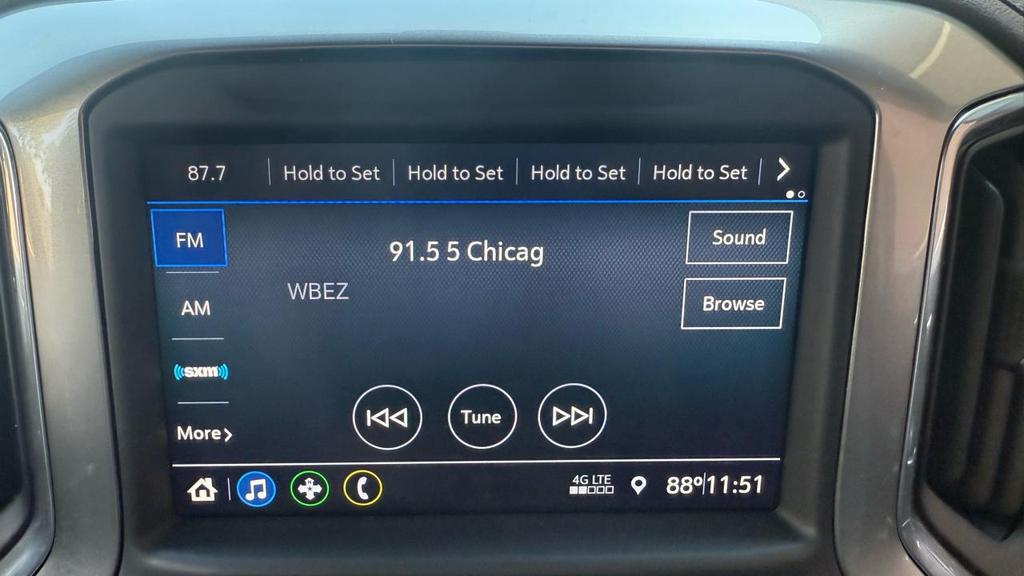 87.7 Hold to Set Hold to Set Hold to Set Hold to Set
FM
91.5 5 Chicag
Sound
WBEZ
AM
Browse
((sxm))
More
Tune
4G LTE
88° 11:51